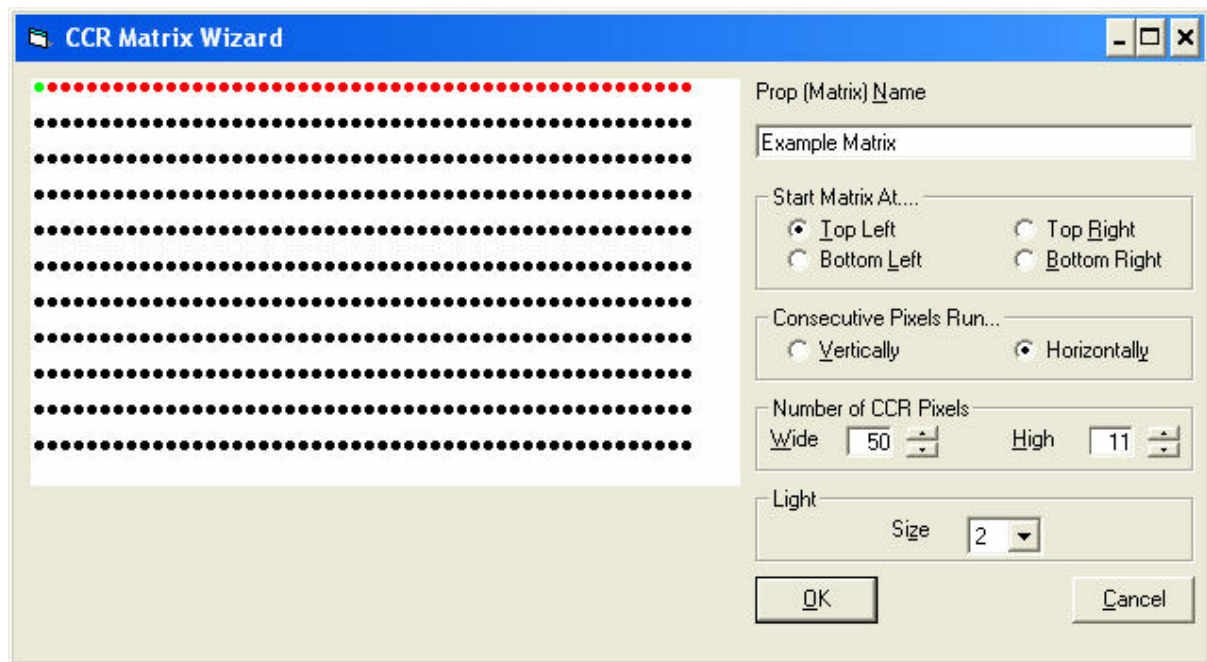 CCR Matrix Wizard
Prop (Matrix) Name
Example Matrix
Start Matrix At....
Top Left Top Right
Bottom Left Bottom Right
Consecutive Pixels Run...
Vertically Horizontally
Number of CCR Pixels
Wide 50 High 11
Light
Size 2
OK Cancel